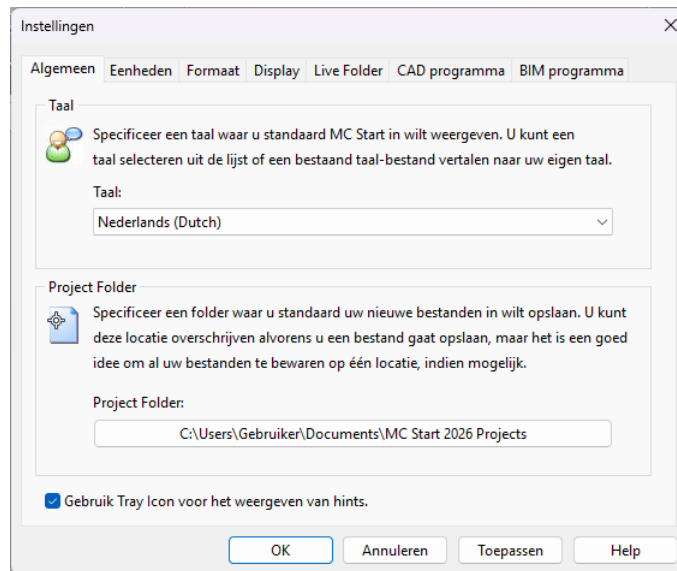 Instellingen
Algemeen Eenheden Formaat Display Live Folder CAD programma BIM programma
Taal
Specificeer een taal waar u standaard MC Start in wilt weergeven. U kunt een
taal selecteren uit de lijst of een bestaand taal-bestand vertalen naar uw eigen taal.
Taal:
Nederlands (Dutch)
Project Folder
Specificeer een folder waar u standaard uw nieuwe bestanden in wilt opslaan. U kunt
deze locatie overschrijven alvorens u een bestand gaat opslaan, maar het is een goed
idee om al uw bestanden te bewaren op één locatie, indien mogelijk.
Project Folder:
C:\Users\Gebruiker\Documents\MC Start 2026 Projects
Gebruik Tray Icon voor het weergeven van hints.
OK Annuleren Toepassen Help